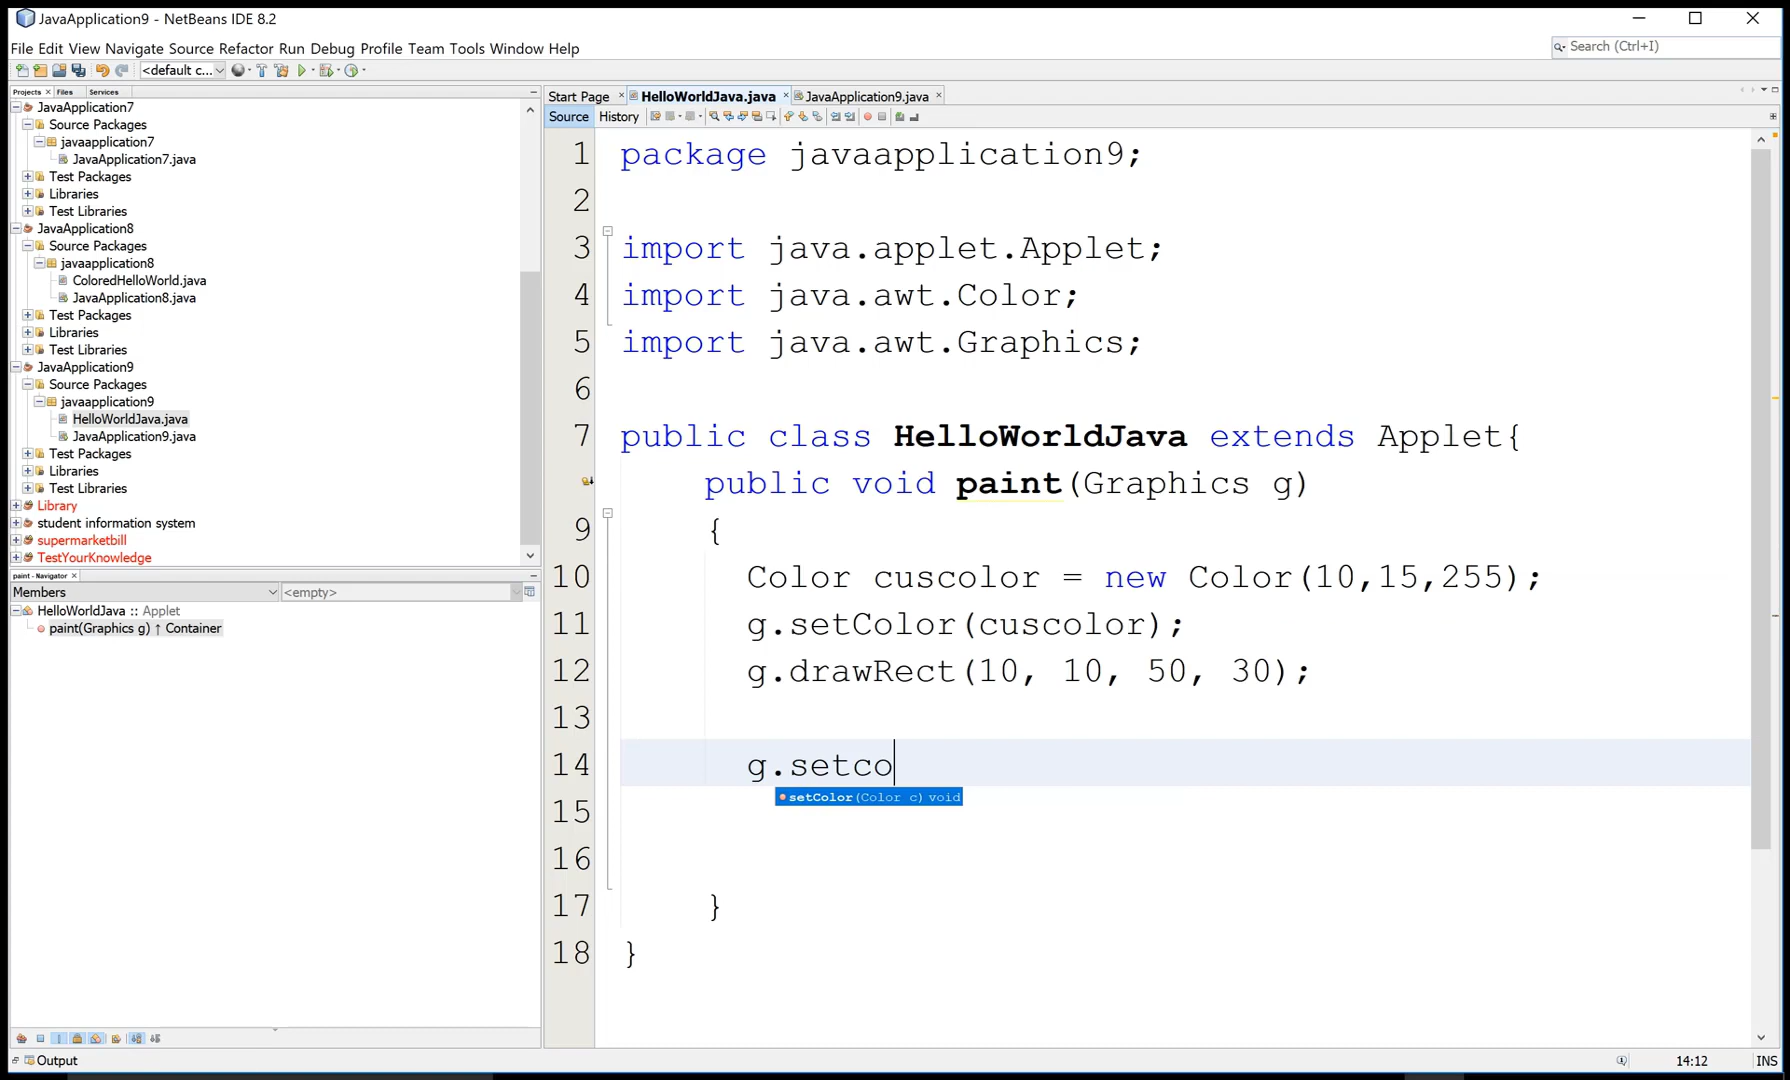 JavaApplication9 - NetBeans IDE 8.2
File Edit View Navigate Source Refactor Run Debug Profile Team Tools Window Help
Search (Ctrl+I)
<default c...
Projects Files Services
JavaApplication7
Source Packages
javaapplication7
JavaApplication7.java
Test Packages
Libraries
Test Libraries
JavaApplication8
Source Packages
javaapplication8
ColoredHelloWorld.java
JavaApplication8.java
Test Packages
Libraries
Test Libraries
JavaApplication9
Source Packages
javaapplication9
HelloWorldJava.java
JavaApplication9.java
Test Packages
Libraries
Test Libraries
Library
student information system
supermarketbill
TestYourKnowledge
paint - Navigator
Members <empty>
HelloWorldJava :: Applet
paint(Graphics g) ↑ Container
Start Page HelloWorldJava.java JavaApplication9.java
Source History
1 package javaapplication9;
2
3 import java.applet.Applet;
4 import java.awt.Color;
5 import java.awt.Graphics;
6
7 public class HelloWorldJava extends Applet{
public void paint(Graphics g)
9 {
10 Color cuscolor = new Color(10,15,255);
11 g.setColor(cuscolor);
12 g.drawRect(10, 10, 50, 30);
13
14 g.setco
setColor(Color c) void
15
16
17 }
18 }
Output
14:12 INS